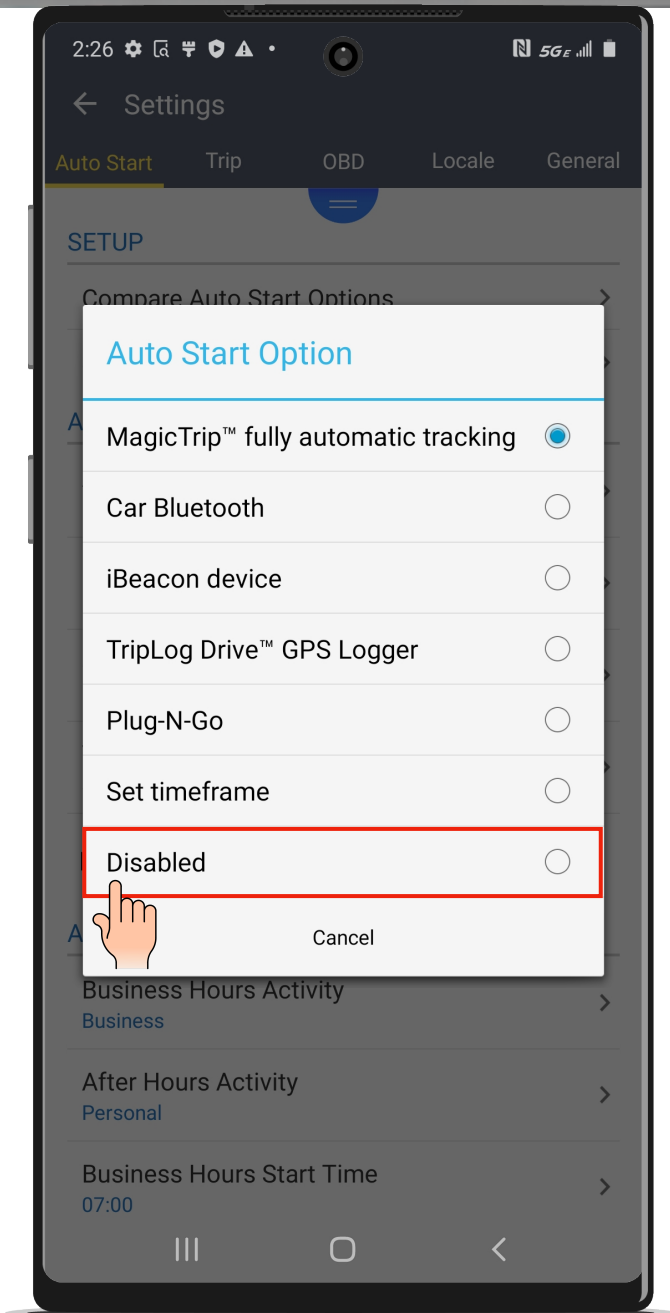 2:26
5GE
Settings
Auto Start Trip OBD Locale General
SETUP
Compare Auto Start Options
Auto Start Option
A
MagicTrip™ fully automatic tracking
Car Bluetooth
iBeacon device
TripLog Drive™ GPS Logger
Plug-N-Go
Set timeframe
Disabled
A
Cancel
Business Hours Activity
Business
After Hours Activity
Personal
Business Hours Start Time
07:00